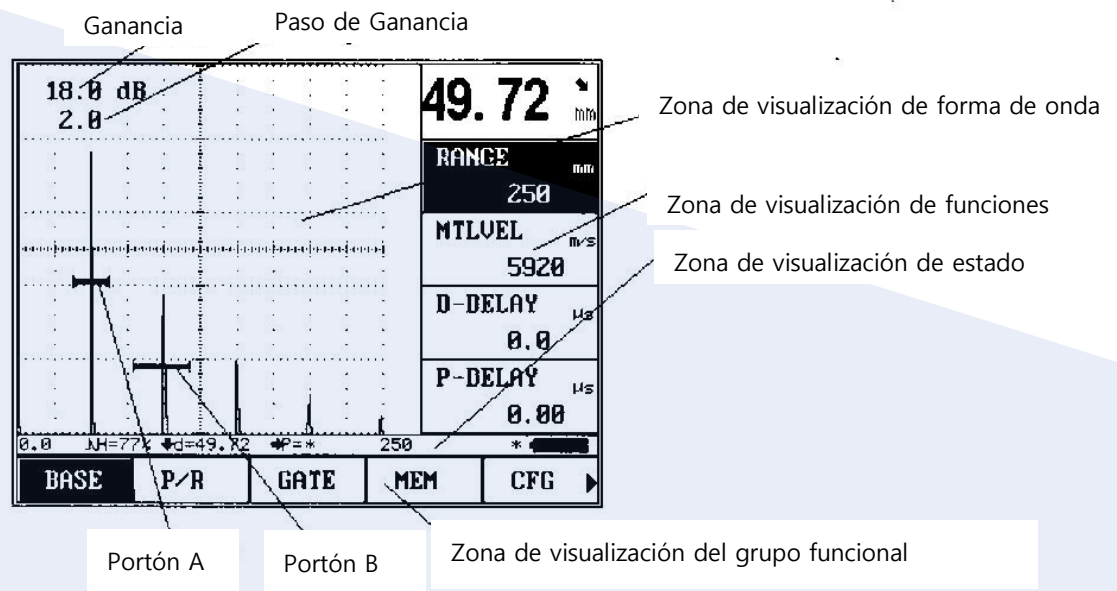 Ganancia
Paso de Ganancia
18.0 dB
2.0
49.72 mm
Zona de visualización de forma de onda
RANGE mm
250
Zona de visualización de funciones
MTLVEL m/s
5920
Zona de visualización de estado
D-DELAY µs
0.0
P-DELAY µs
0.00
0.0 H=77% d=49.72 P=* 250 *
BASE P/R GATE MEM CFG
Portón A
Portón B
Zona de visualización del grupo funcional